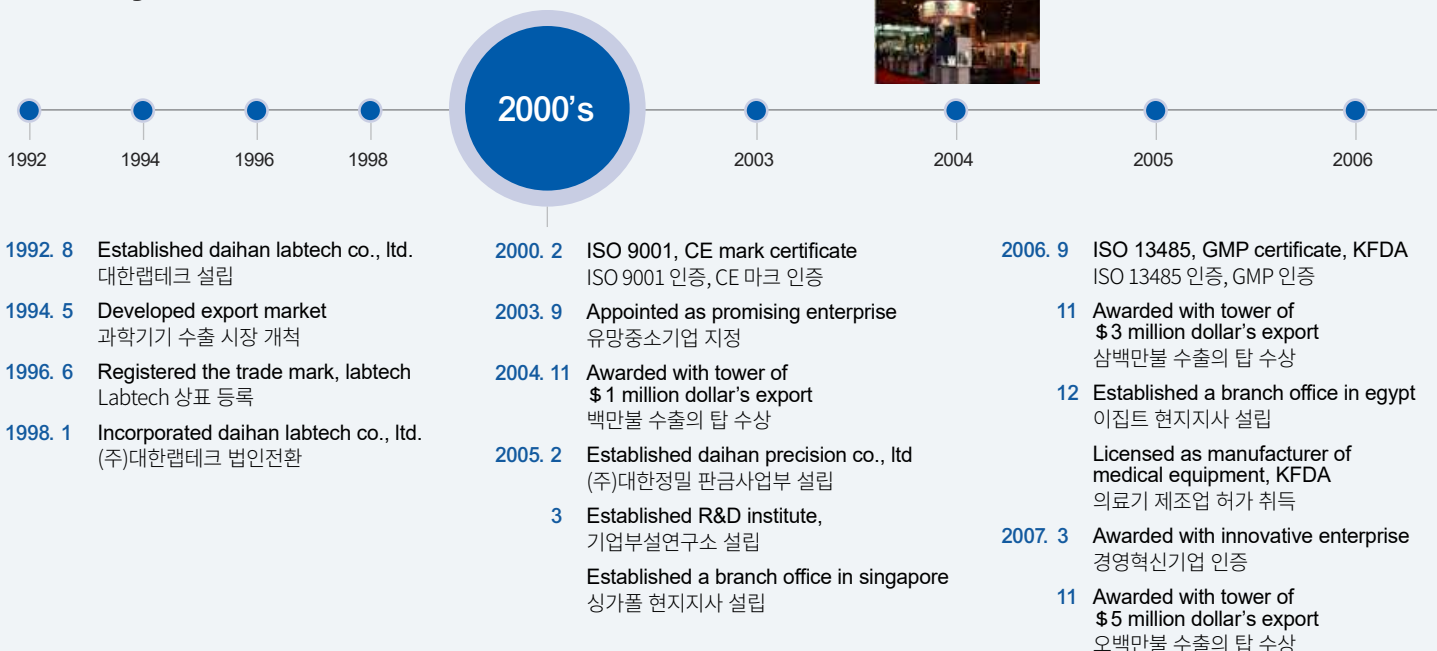 2000's
1992
1994
1996
1998
2003
2004
2005
2006
1992. 8 Established daihan labtech co., ltd.
대한랩테크 설립
1994. 5 Developed export market
과학기기 수출 시장 개척
1996. 6 Registered the trade mark, labtech
Labtech 상표 등록
1998. 1 Incorporated daihan labtech co., ltd.
(주)대한랩테크 법인전환
2000. 2 ISO 9001, CE mark certificate
ISO 9001 인증, CE 마크 인증
2003. 9 Appointed as promising enterprise
유망중소기업 지정
2004. 11 Awarded with tower of
$1 million dollar's export
백만불 수출의 탑 수상
2005. 2 Established daihan precision co., ltd
(주)대한정밀 판금사업부 설립
3 Established R&D institute,
기업부설연구소 설립
Established a branch office in singapore
싱가폴 현지지사 설립
2006. 9 ISO 13485, GMP certificate, KFDA
ISO 13485 인증, GMP 인증
11 Awarded with tower of
$3 million dollar's export
삼백만불 수출의 탑 수상
12 Established a branch office in egypt
이집트 현지지사 설립
Licensed as manufacturer of
medical equipment, KFDA
의료기 제조업 허가 취득
2007. 3 Awarded with innovative enterprise
경영혁신기업 인증
11 Awarded with tower of
$5 million dollar's export
오백만불 수출의 탑 수상